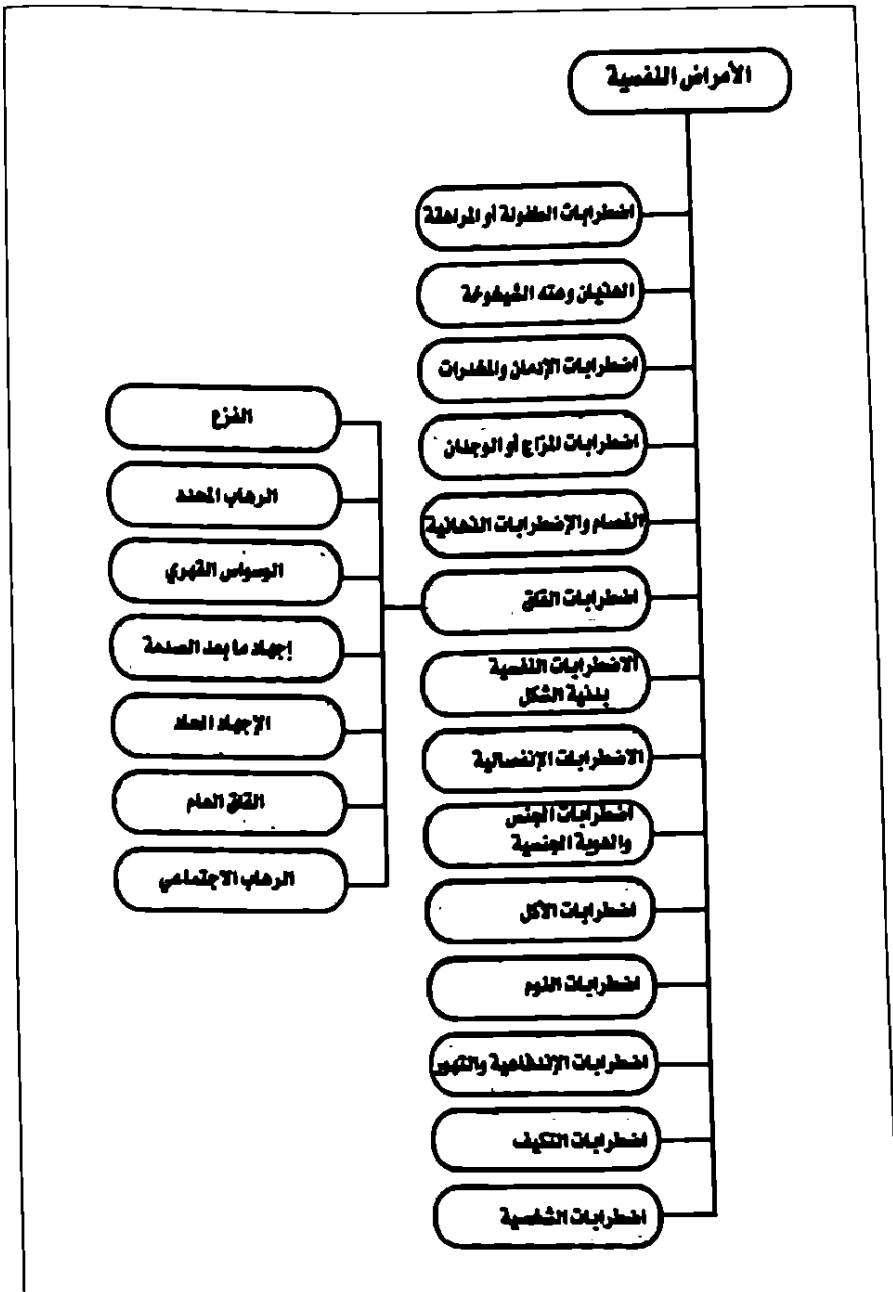 الأمراض النفسية
اضطرابات الطفولة أو المراهقة
الهذيان وعته الشيخوخة
اضطرابات الإدمان والمخدرات
اضطرابات المزاج أو الوجدان
الفصام والإضطرابات الذهانية
اضطرابات القلق
الاضطرابات النفسية
بدنية الشكل
الاضطرابات الإنفصالية
اضطرابات الجنس
والهوية الجنسية
اضطرابات الأكل
اضطرابات النوم
اضطرابات الإندفاعية والتهور
اضطرابات التكيف
اضطرابات الشخصية
الفزع
الرهاب المحدد
الوسواس القهري
إجهاد ما بعد الصدمة
الإجهاد الحاد
القلق العام
الرهاب الاجتماعي